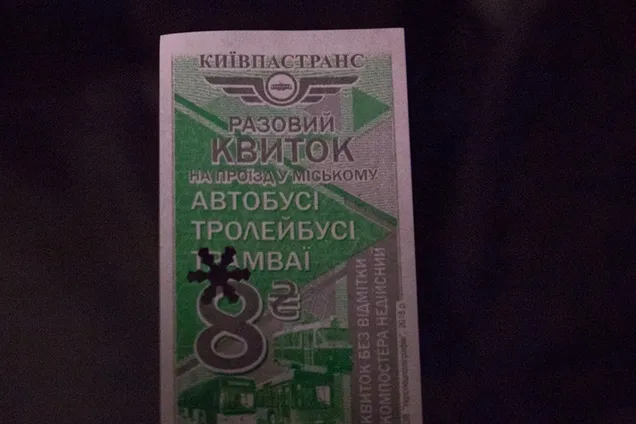 КИЇВПАСТРАНС
РАЗОВИЙ
КВИТОК
НА ПРОЇЗД У МІСЬКОМУ
АВТОБУСІ
ТРОЛЕЙБУСІ
ТРАМВАЇ
8 ₴
КВИТОК БЕЗ ВІДМІТКИ
КОМПОСТЕРА НЕДІЙСНИЙ